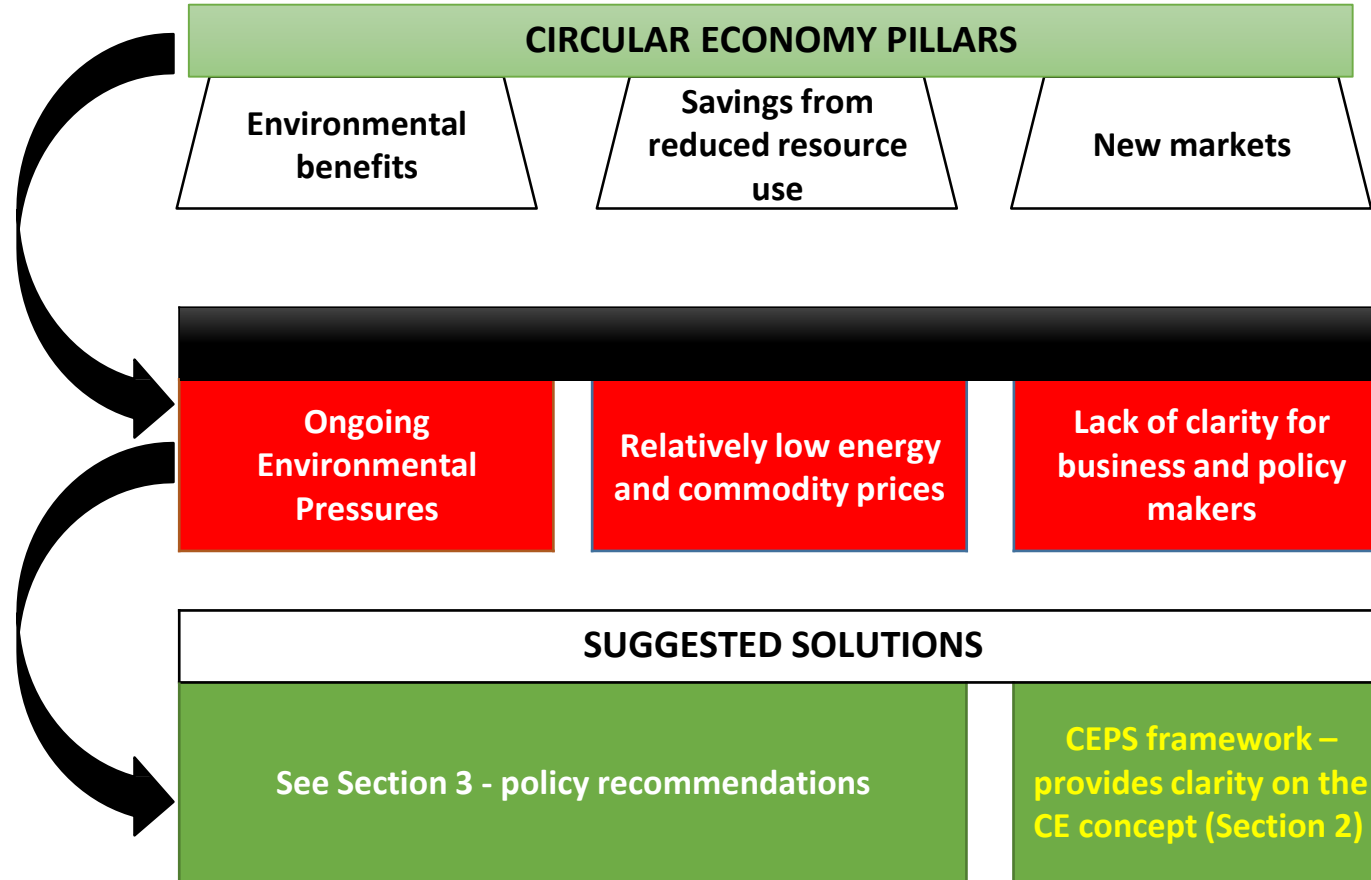 CIRCULAR ECONOMY PILLARS
Environmental
benefits
Savings from
reduced resource
use
New markets
Ongoing
Environmental
Pressures
Relatively low energy
and commodity prices
Lack of clarity for
business and policy
makers
SUGGESTED SOLUTIONS
See Section 3 - policy recommendations
CEPS framework –
provides clarity on the
CE concept (Section 2)